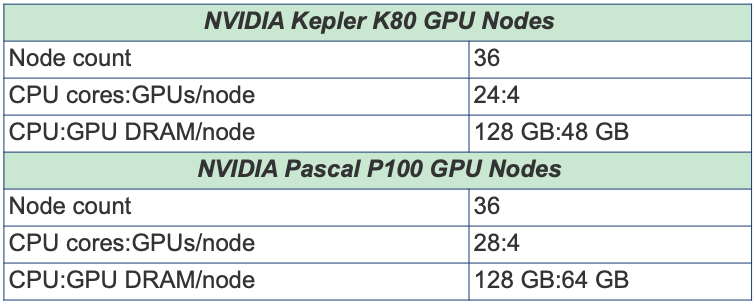 NVIDIA Kepler K80 GPU Nodes
Node count 36
CPU cores:GPUs/node 24:4
CPU:GPU DRAM/node 128 GB:48 GB
NVIDIA Pascal P100 GPU Nodes
Node count 36
CPU cores:GPUs/node 28:4
CPU:GPU DRAM/node 128 GB:64 GB